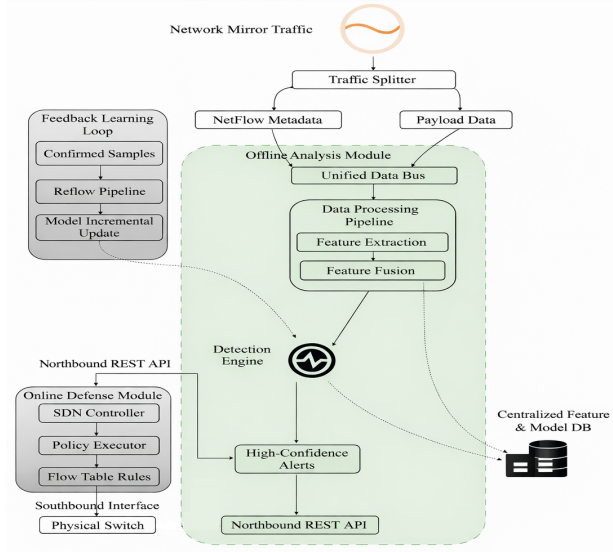 Network Mirror Traffic
Traffic Splitter
NetFlow Metadata
Payload Data
Feedback Learning
Loop
Confirmed Samples
Reflow Pipeline
Model Incremental
Update
Offline Analysis Module
Unified Data Bus
Data Processing
Pipeline
Feature Extraction
Feature Fusion
Detection
Engine
Northbound REST API
Online Defense Module
SDN Controller
Policy Executor
Flow Table Rules
Southbound Interface
Physical Switch
High-Confidence
Alerts
Northbound REST API
Centralized Feature
& Model DB